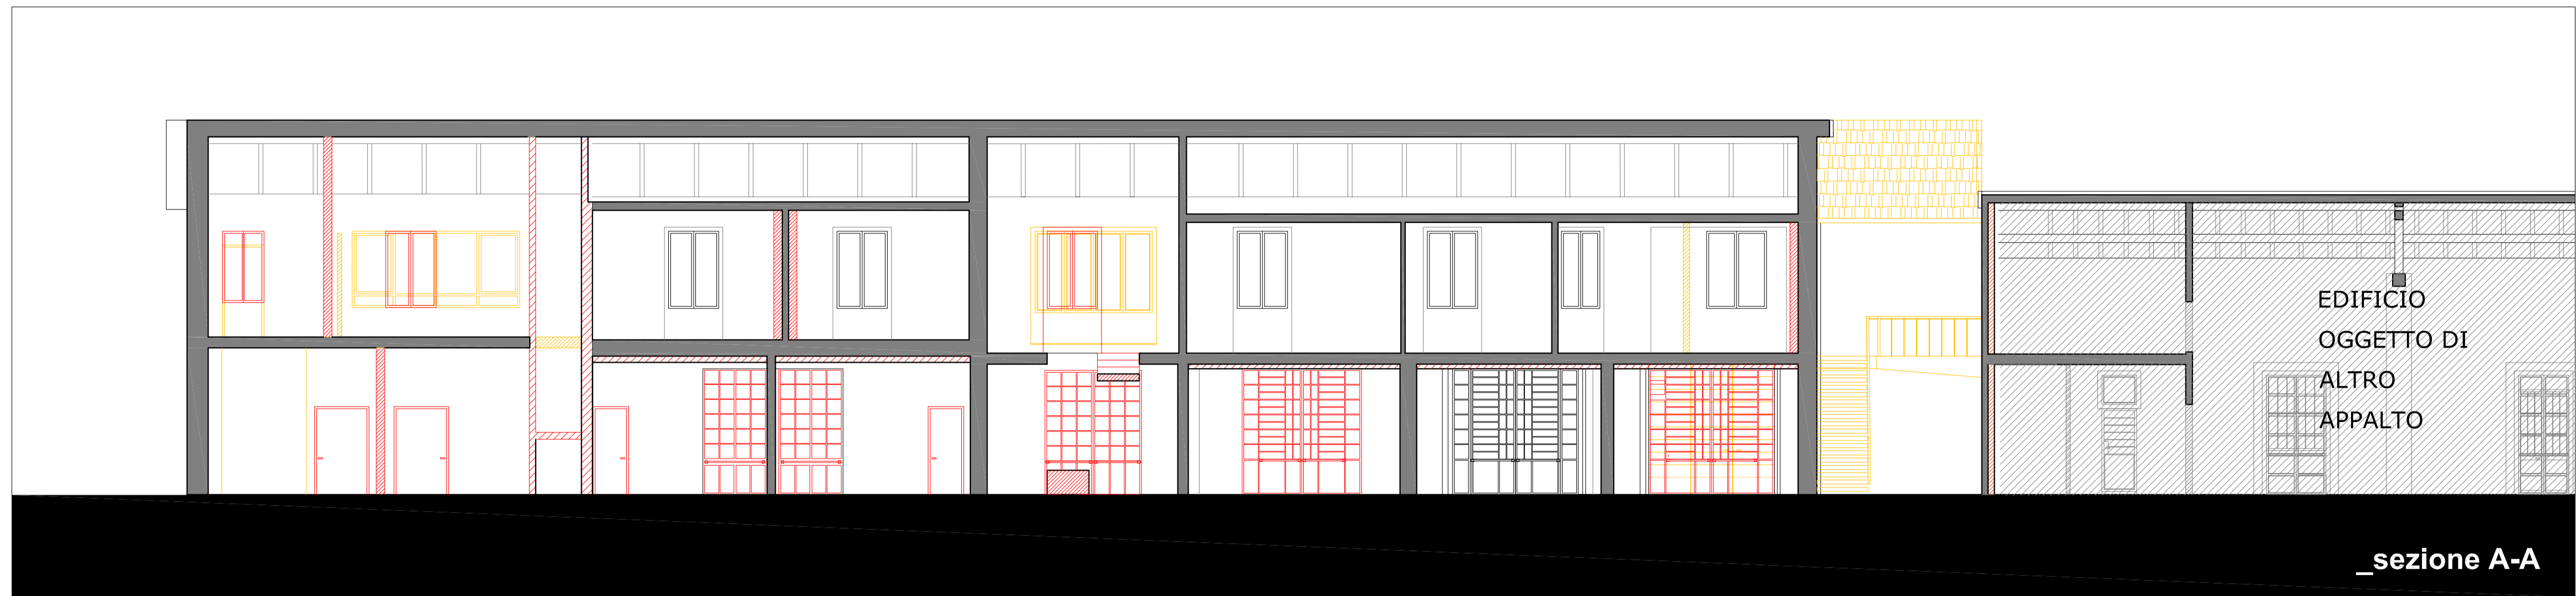 EDIFICIO
OGGETTO DI
ALTRO
APPALTO
_sezione A-A